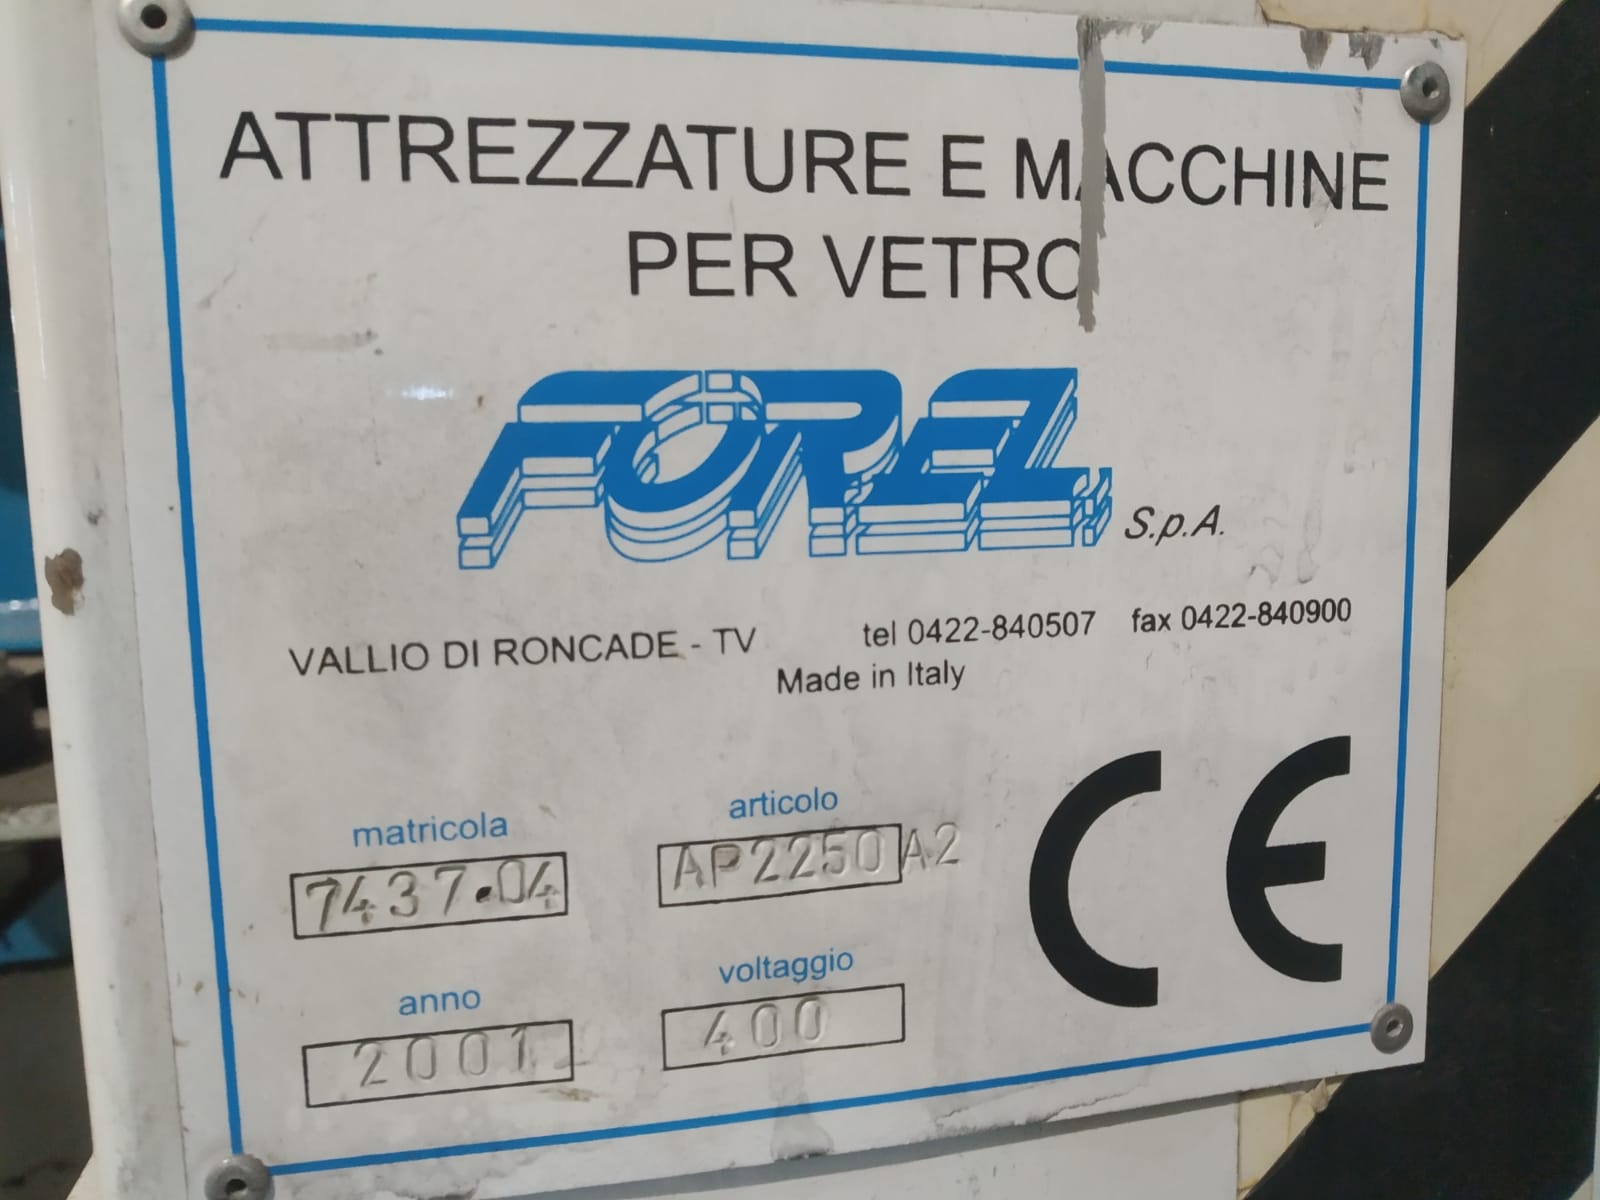 ATTREZZATURE E MACCHINE
PER VETRO
FOREL S.p.A.
VALLIO DI RONCADE - TV tel 0422-840507 fax 0422-840900
Made in Italy
matricola articolo
7437.04 AP2250A2
anno voltaggio
2001 400
CE